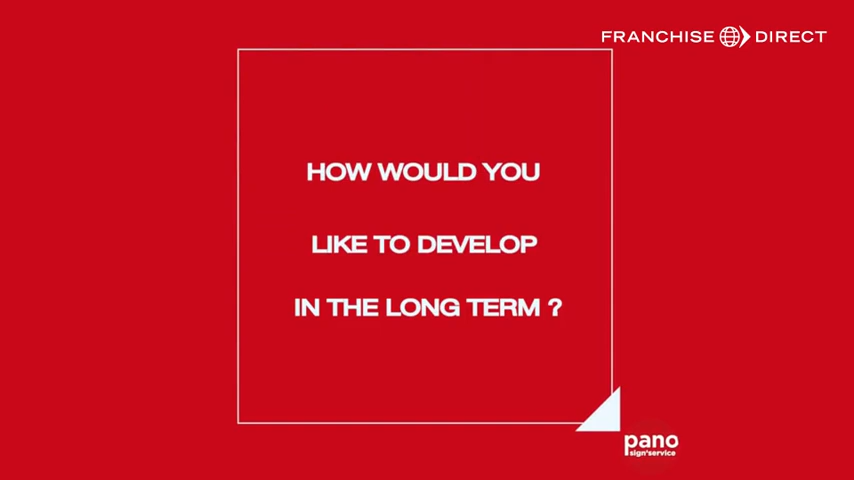 FRANCHISE DIRECT
HOW WOULD YOU
LIKE TO DEVELOP
IN THE LONG TERM ?
pano
sign'service